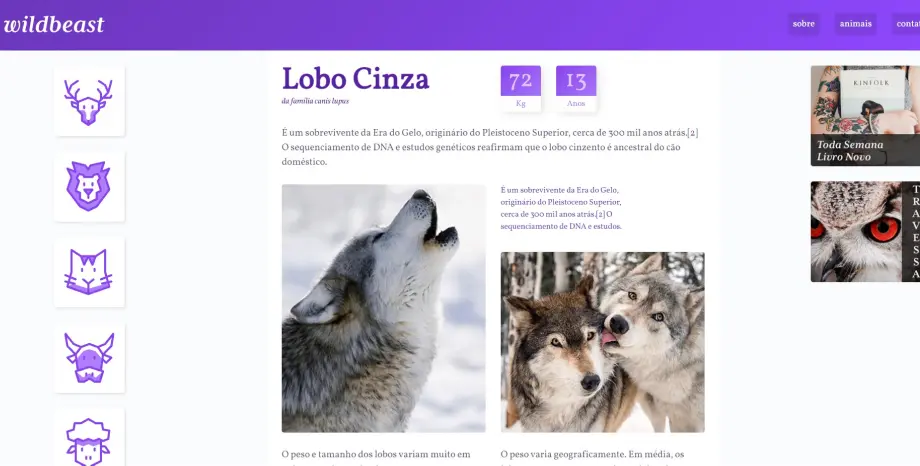 wildbeast
sobre
animais
Lobo Cinza
da família canis lupus
72
Kg
13
Anos
É um sobrevivente da Era do Gelo, originário do Pleistoceno Superior, cerca de 300 mil anos atrás.[2]
O sequenciamento de DNA e estudos genéticos reafirmam que o lobo cinzento é ancestral do cão
doméstico.
É um sobrevivente da Era do Gelo,
originário do Pleistoceno Superior,
cerca de 300 mil anos atrás.[2] O
sequenciamento de DNA e estudos.
O peso e tamanho dos lobos variam muito em
O peso varia geograficamente. Em média, os
KINFOLK
Toda Semana
Livro Novo
T
R
A
V
E
S
S
A